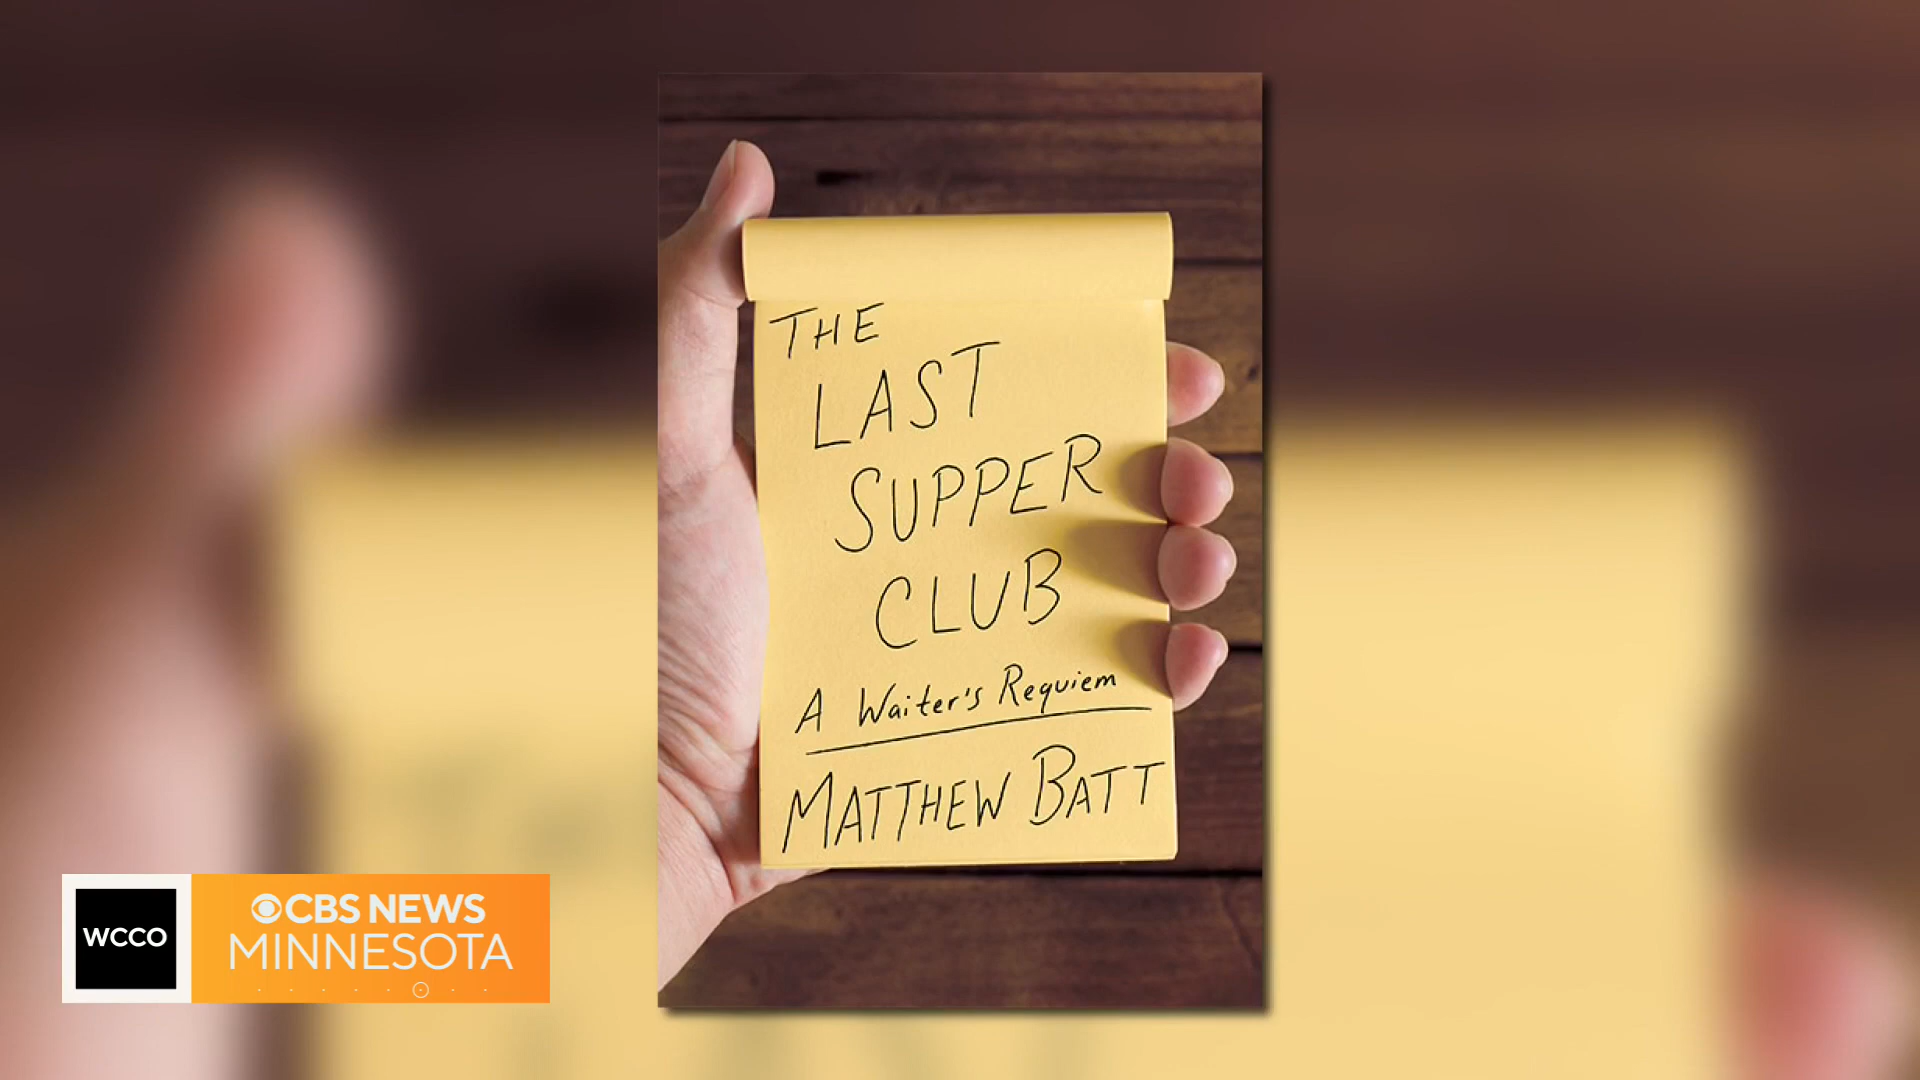 THE
LAST
SUPPER
CLUB
A Waiter's Requiem
MATTHEW BATT
WCCO
CBS NEWS
MINNESOTA